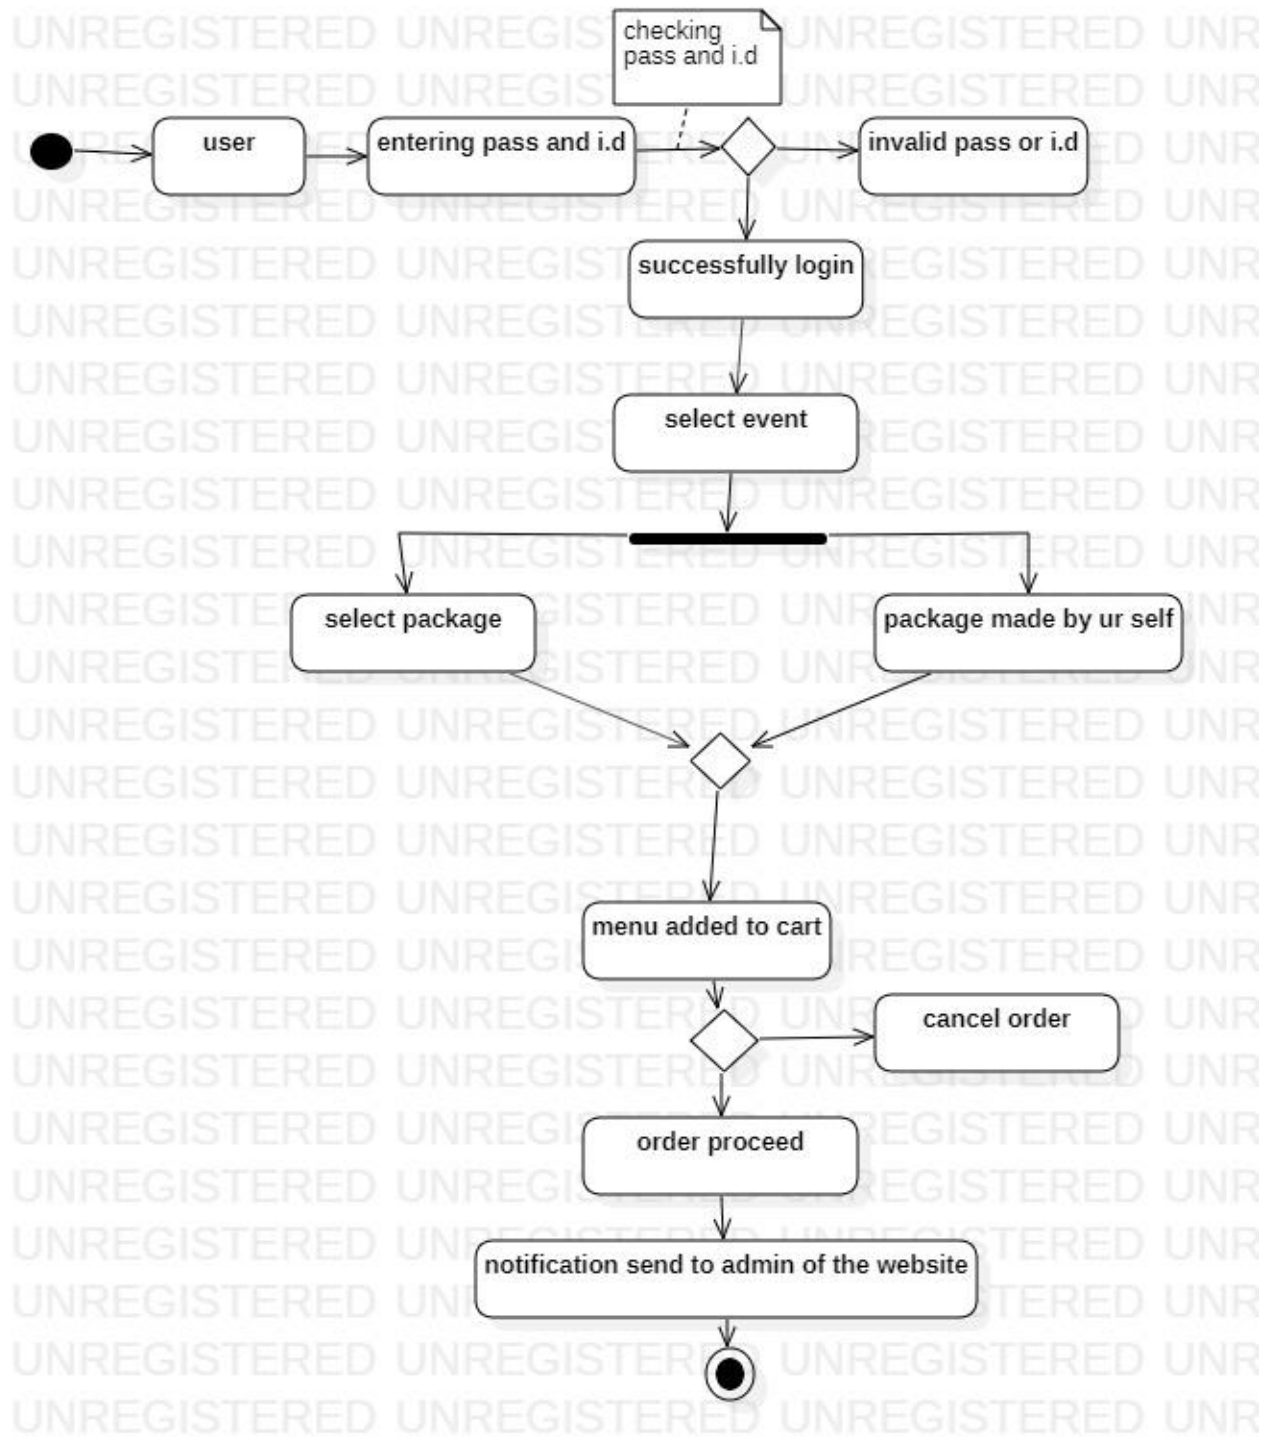 checking
pass and i.d
user
entering pass and i.d
invalid pass or i.d
successfully login
select event
select package
package made by ur self
menu added to cart
cancel order
order proceed
notification send to admin of the website
UNREGISTERED